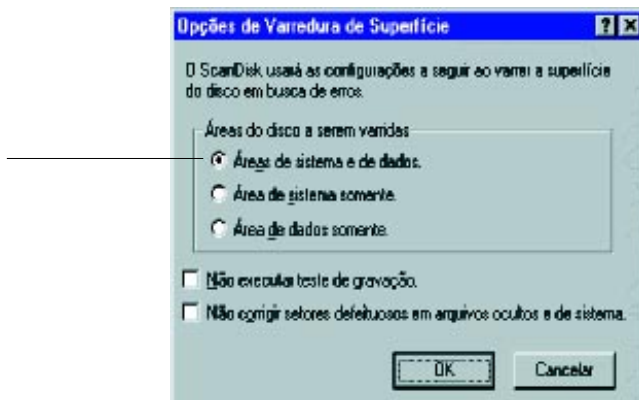 Opções de Varredura de Superfície
O ScanDisk usará as configurações a seguir ao varrer a superfície
do disco em busca de erros.
Áreas do disco a serem varridas
Áreas de sistema e de dados.
Área de sistema somente.
Área de dados somente.
Não executar teste de gravação.
Não corrigir setores defeituosos em arquivos ocultos e de sistema.
OK
Cancelar